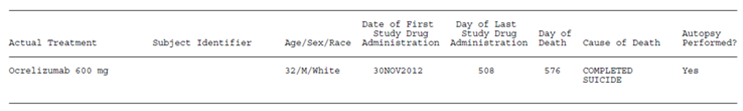 Date of First Day of Last
Study Drug Study Drug Day of Autopsy
Actual Treatment Subject Identifier Age/Sex/Race Administration Administration Death Cause of Death Performed?
Ocrelizumab 600 mg 32/M/White 30NOV2012 508 576 COMPLETED Yes
SUICIDE